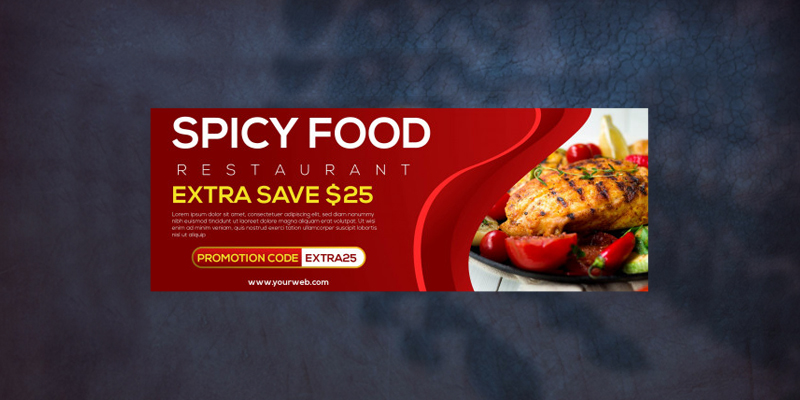 SPICY FOOD
RESTAURANT
EXTRA SAVE $25
Lorem ipsum dolor sit amet, consectetuer adipiscing elit, sed diam nonummy
nibh euismod tincidunt ut laoreet dolore magna aliquam erat volutpat. Ut wisi
enim ad minim veniam, quis nostrud exerci tation ullamcorper suscipit lobortis
nisl ut aliquip
PROMOTION CODE EXTRA25
www.yourweb.com